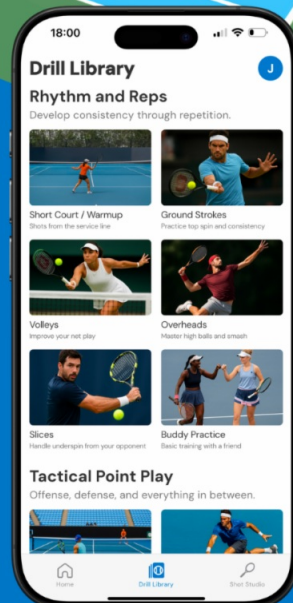 18:00
Drill Library
J
Rhythm and Reps
Develop consistency through repetition.
Short Court / Warmup
Shots from the service line
Ground Strokes
Practice top spin and consistency
Volleys
Improve your net play
Overheads
Master high balls and smash
Slices
Handle underspin from your opponent
Buddy Practice
Basic training with a friend
Tactical Point Play
Offense, defense, and everything in between.
Home
Drill Library
Shot Studio